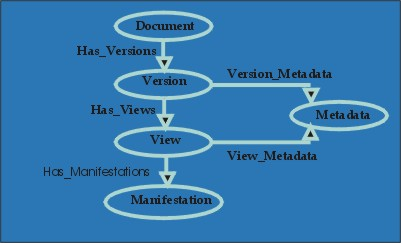 Document
Has_Versions
Version
Version_Metadata
Has_Views
Metadata
View
View_Metadata
Has_Manifestations
Manifestation